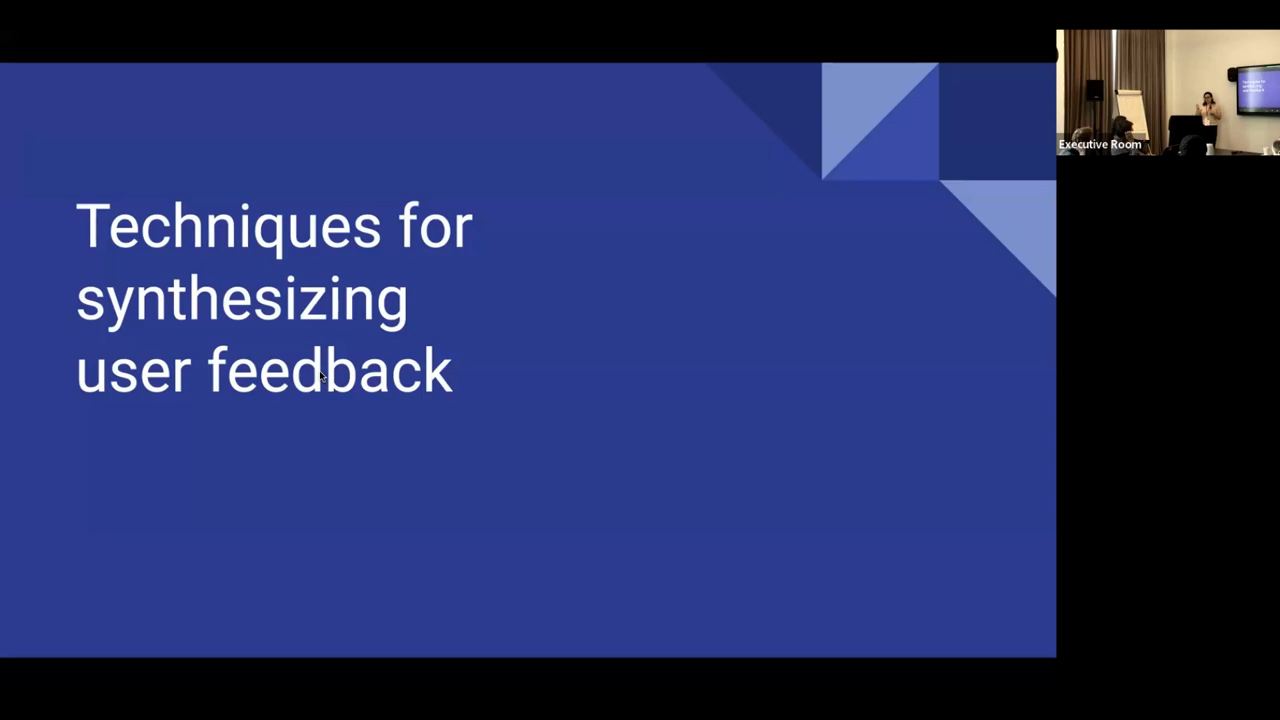 Techniques for
synthesizing
user feedback
Executive Room